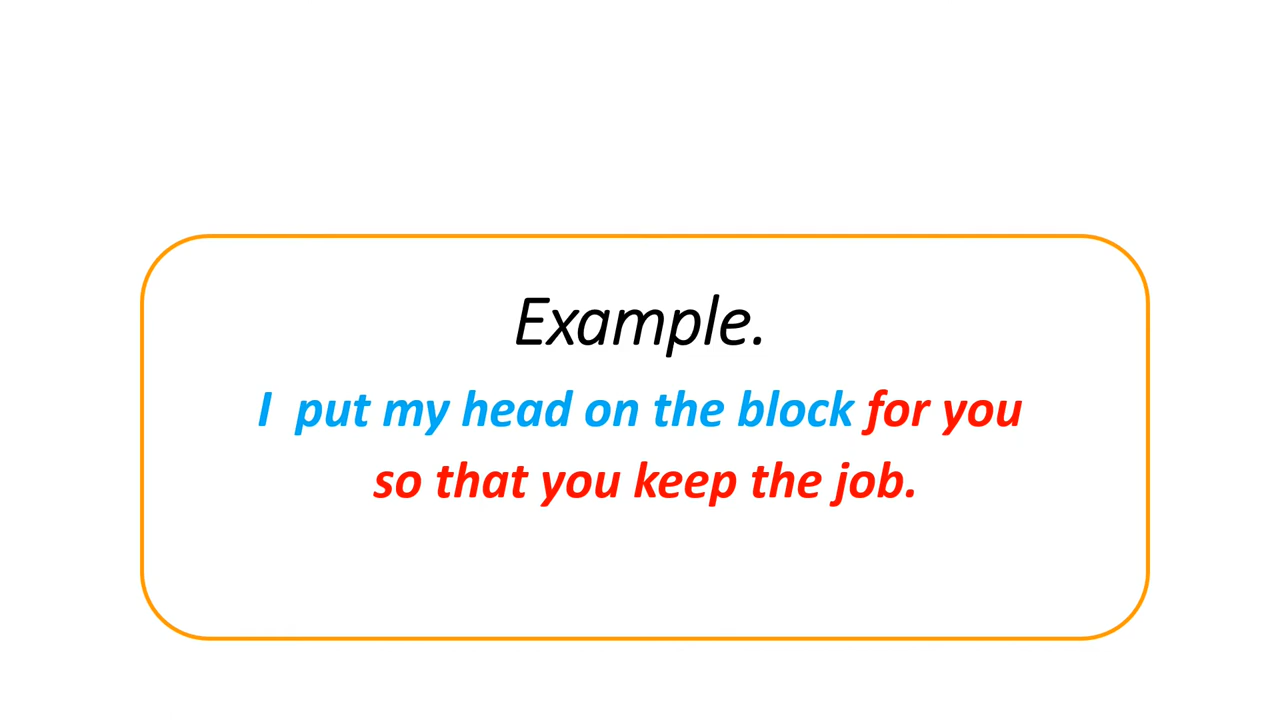 Example.
I  put my head on the block for you
so that you keep the job.